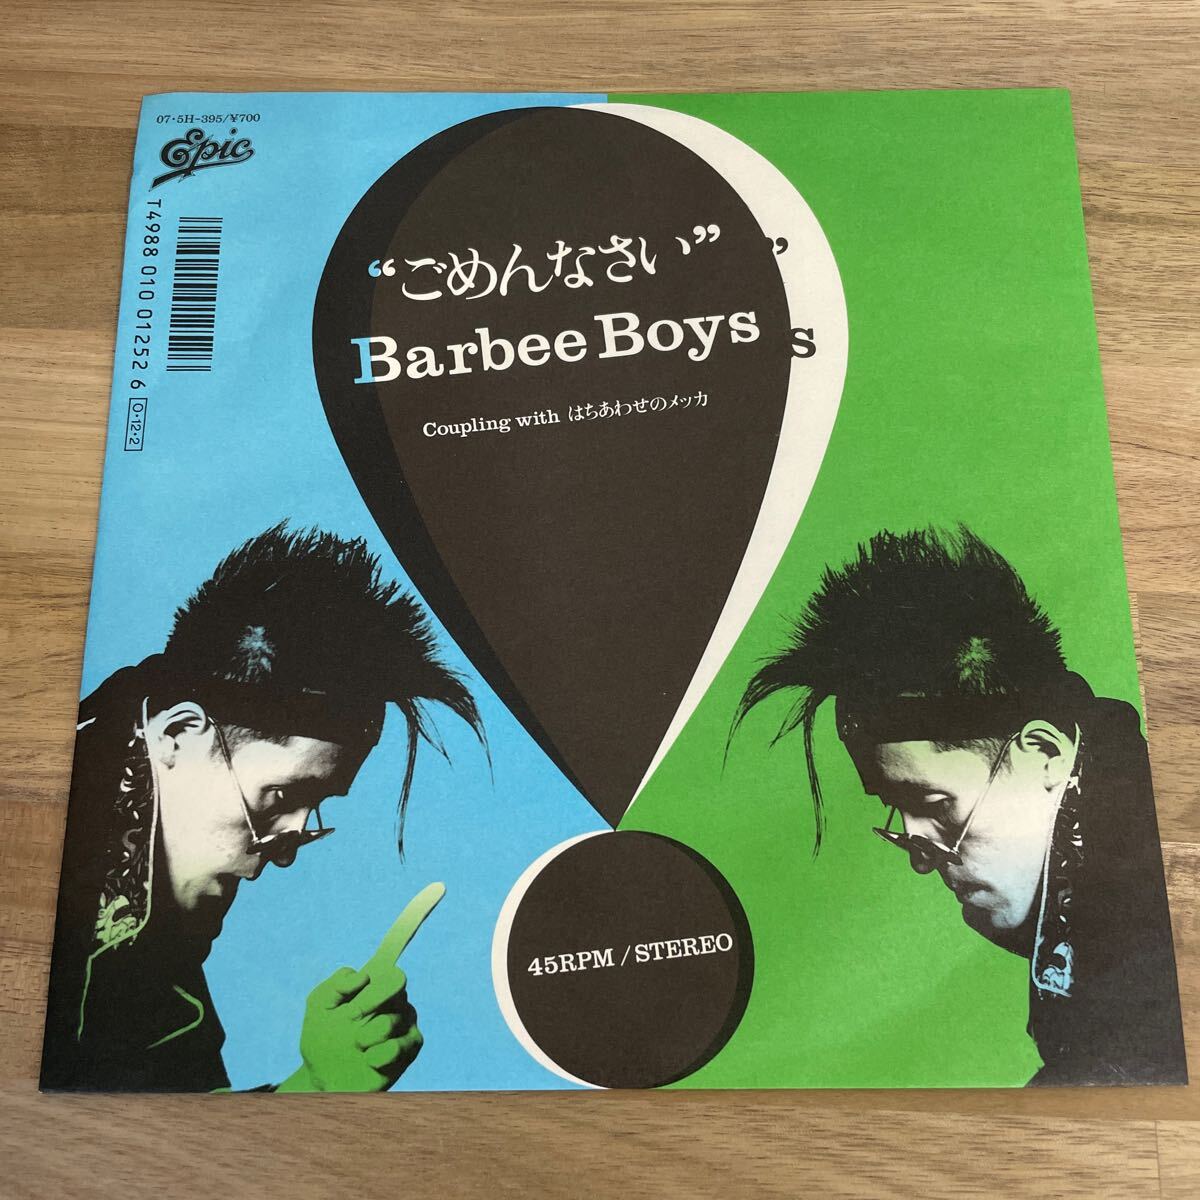 07・5H-395/¥700
Epic
T4988 010 01252 6
O・12・2
“ごめんなさい”
”
Barbee Boys
s
Coupling with はちあわせのメッカ
45RPM / STEREO